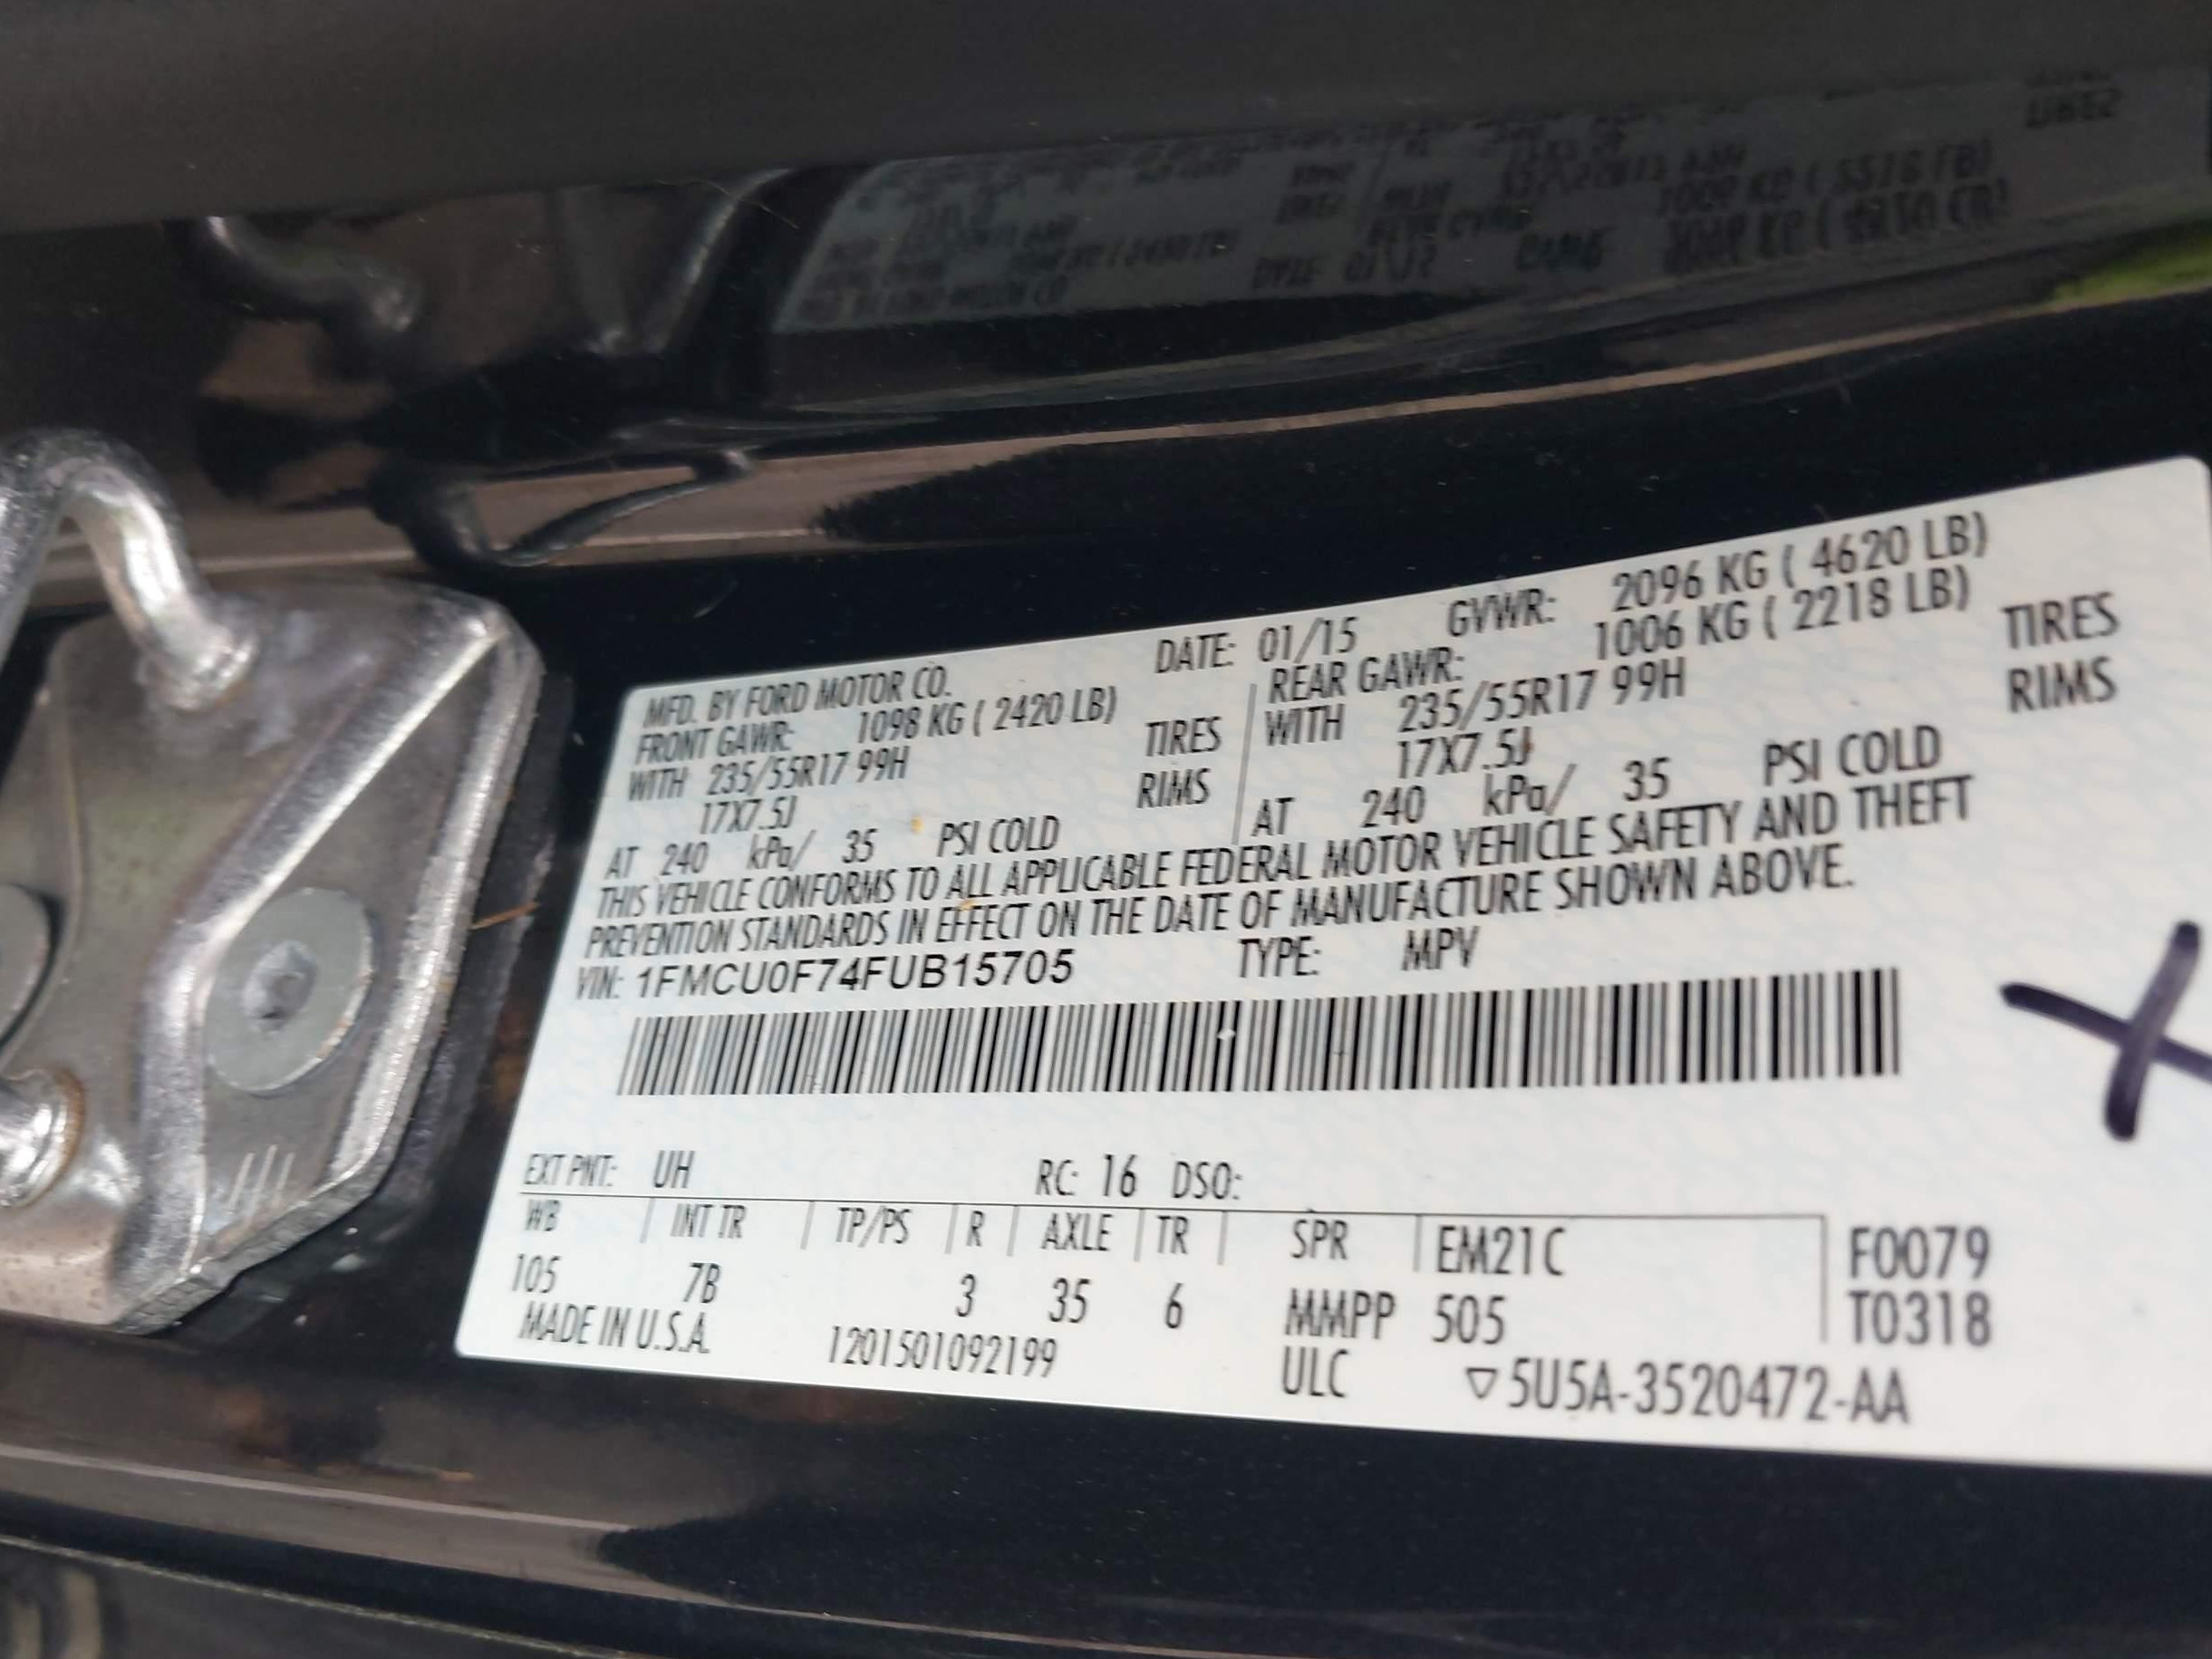 MFD. BY FORD MOTOR CO. DATE: 01/15 GVWR: 2096 KG ( 4620 LB)
FRONT GAWR: 1098 KG ( 2420 LB) REAR GAWR: 1006 KG ( 2218 LB)
WITH 235/55R17 99H TIRES WITH 235/55R17 99H TIRES
17X7.5J RIMS 17X7.5J RIMS
AT 240 kPa/ 35 PSI COLD AT 240 kPa/ 35 PSI COLD
THIS VEHICLE CONFORMS TO ALL APPLICABLE FEDERAL MOTOR VEHICLE SAFETY AND THEFT
PREVENTION STANDARDS IN EFFECT ON THE DATE OF MANUFACTURE SHOWN ABOVE.
VIN: 1FMCU0F74FUB15705 TYPE: MPV
EXT PNT: UH RC: 16 DSO:
WB INT TR TP/PS R AXLE TR SPR EM21C F0079
105 7B 3 35 6 MMPP 505 T0318
MADE IN U.S.A. 1201501092199 ULC ▽5U5A-3520472-AA